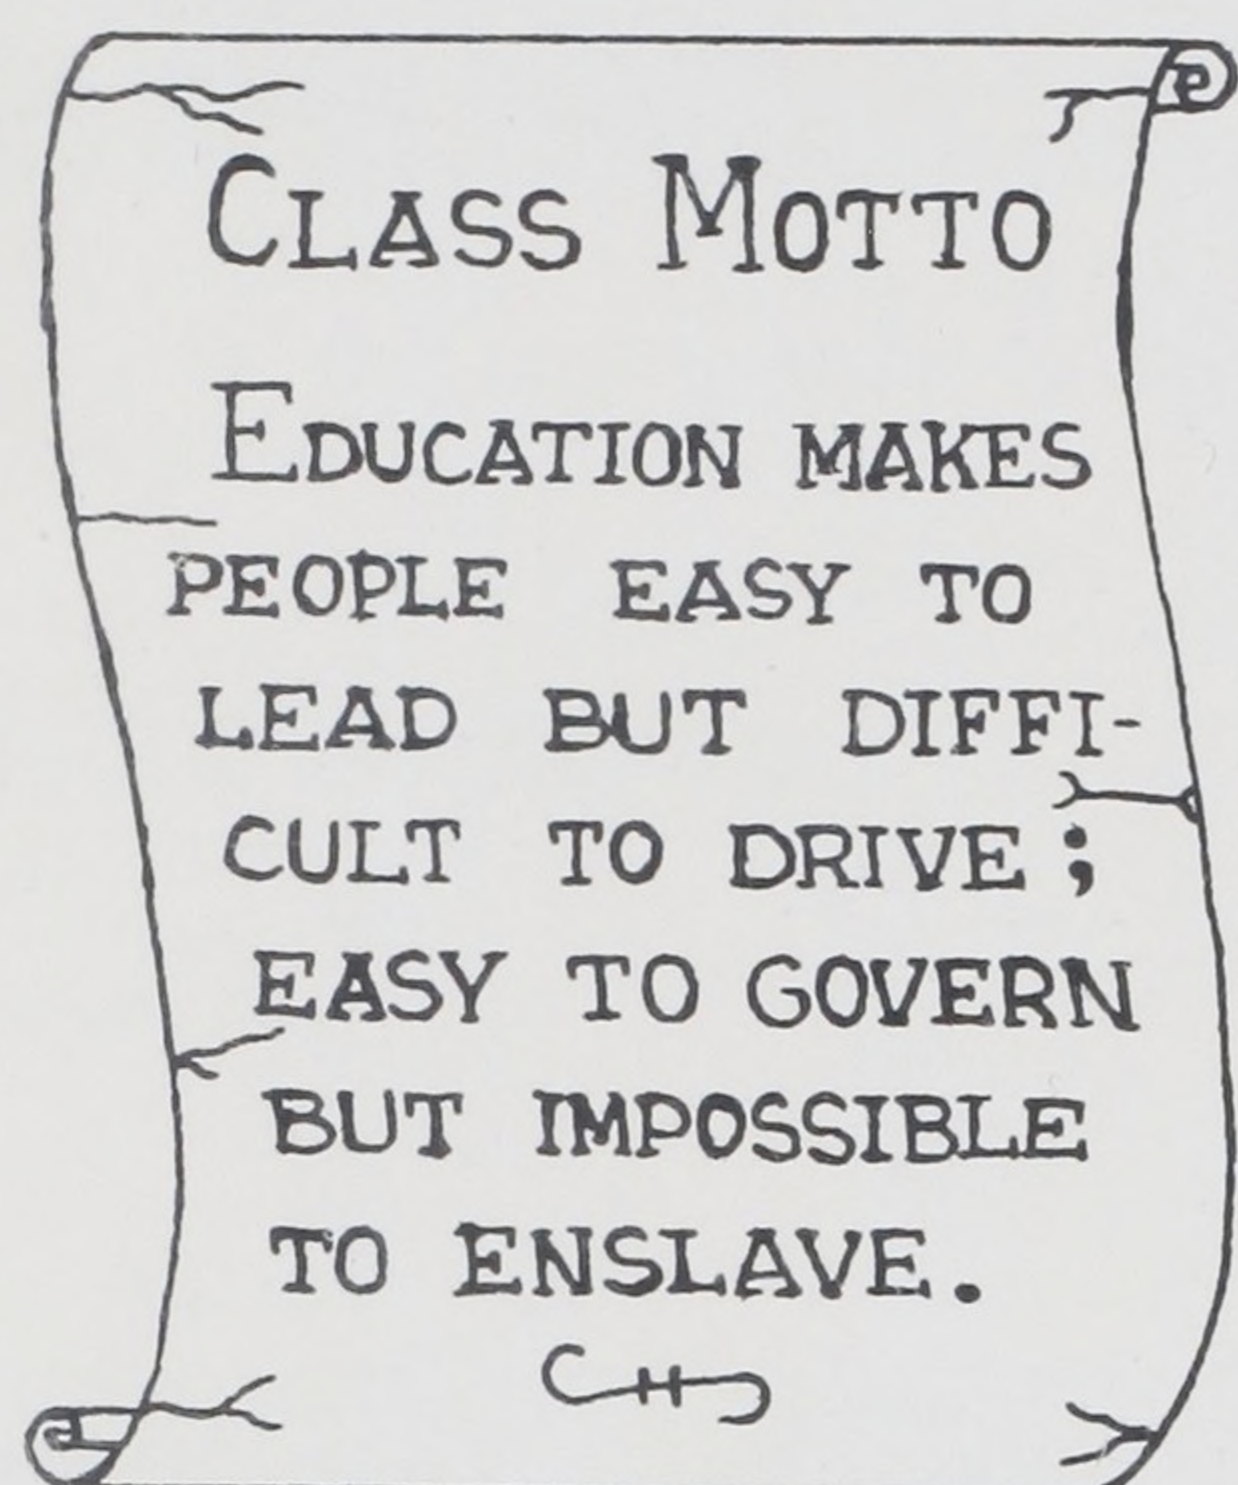 CLASS MOTTO
EDUCATION MAKES
PEOPLE EASY TO
LEAD BUT DIFFI-
CULT TO DRIVE;
EASY TO GOVERN
BUT IMPOSSIBLE
TO ENSLAVE.